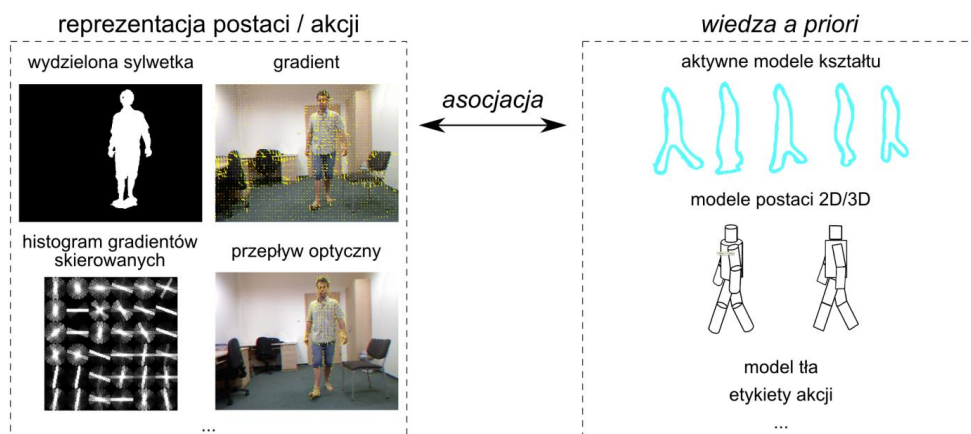 reprezentacja postaci / akcji
wydzielona sylwetka
gradient
histogram gradientów
skierowanych
przepływ optyczny
...
asocjacja
wiedza a priori
aktywne modele kształtu
modele postaci 2D/3D
model tła
etykiety akcji
...